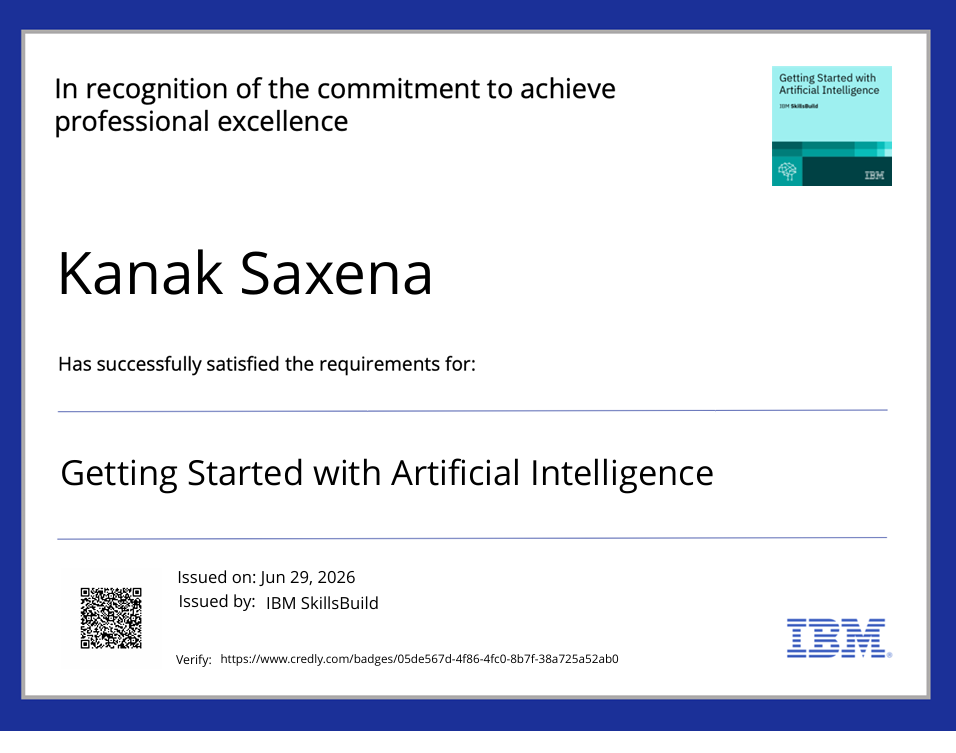 In recognition of the commitment to achieve
professional excellence
Getting Started with
Artificial Intelligence
IBM SkillsBuild
IBM
Kanak Saxena
Has successfully satisfied the requirements for:
Getting Started with Artificial Intelligence
Issued on: Jun 29, 2026
Issued by: IBM SkillsBuild
Verify: https://www.credly.com/badges/05de567d-4f86-4fc0-8b7f-38a725a52ab0
IBM®